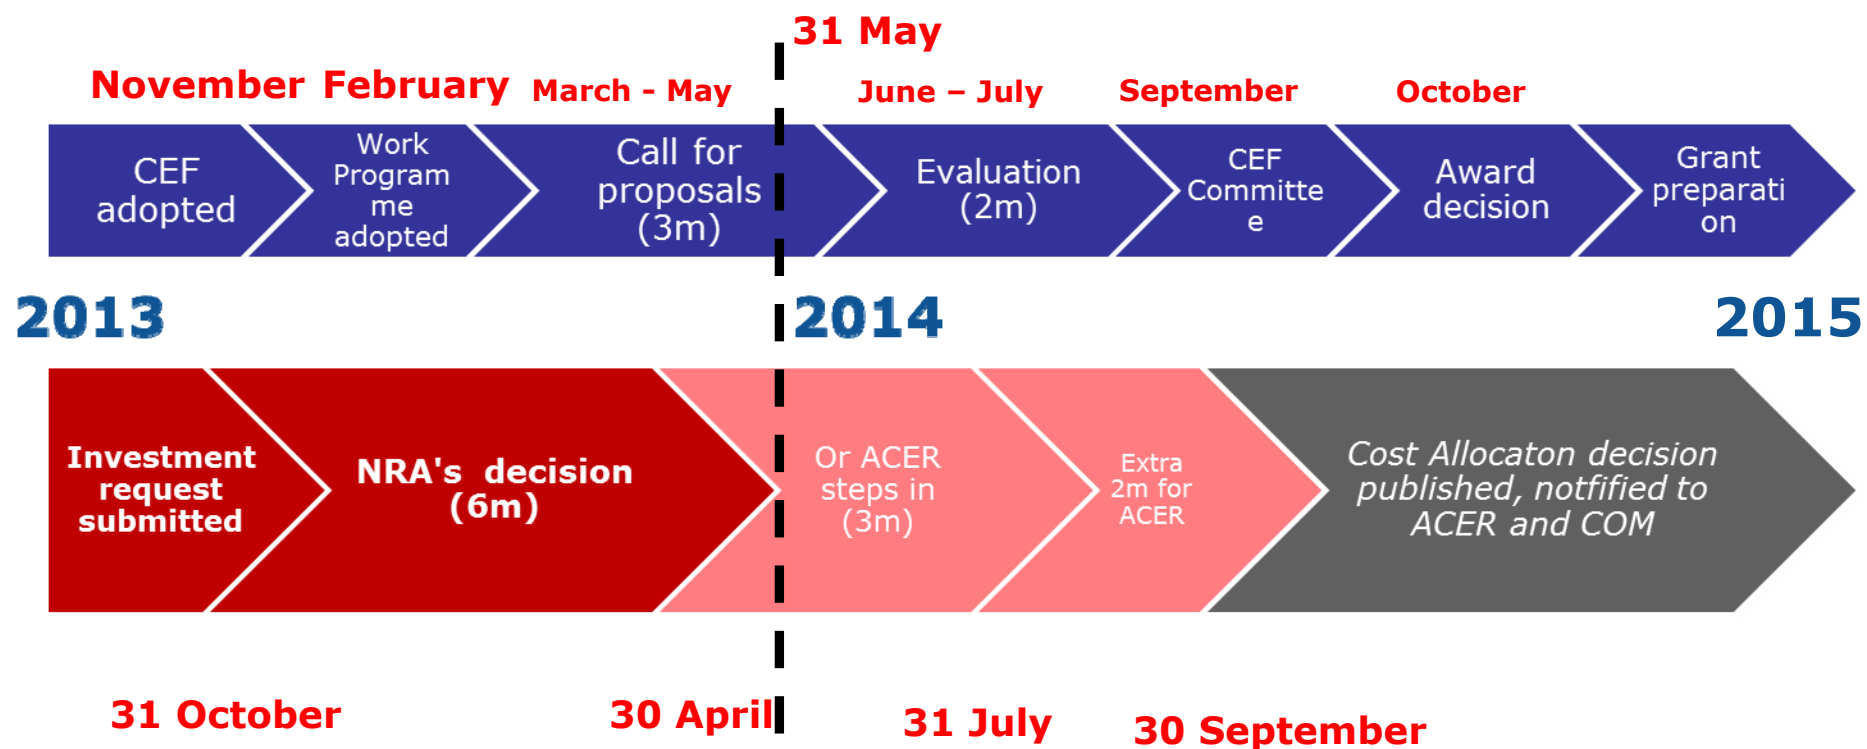 31 May
November February March - May June – July September October
CEF
adopted
Work
Program
me
adopted
Call for
proposals
(3m)
Evaluation
(2m)
CEF
Committe
e
Award
decision
Grant
preparati
on
2013 2014 2015
Investment
request
submitted
NRA's decision
(6m)
Or ACER
steps in
(3m)
Extra
2m for
ACER
Cost Allocaton decision
published, notfified to
ACER and COM
31 October 30 April 31 July 30 September